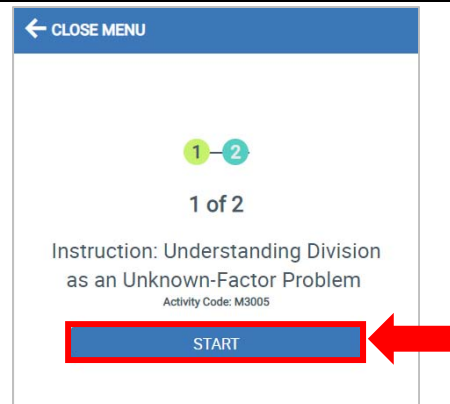 ← CLOSE MENU
1 2
1 of 2
Instruction: Understanding Division
as an Unknown-Factor Problem
Activity Code: M3005
START